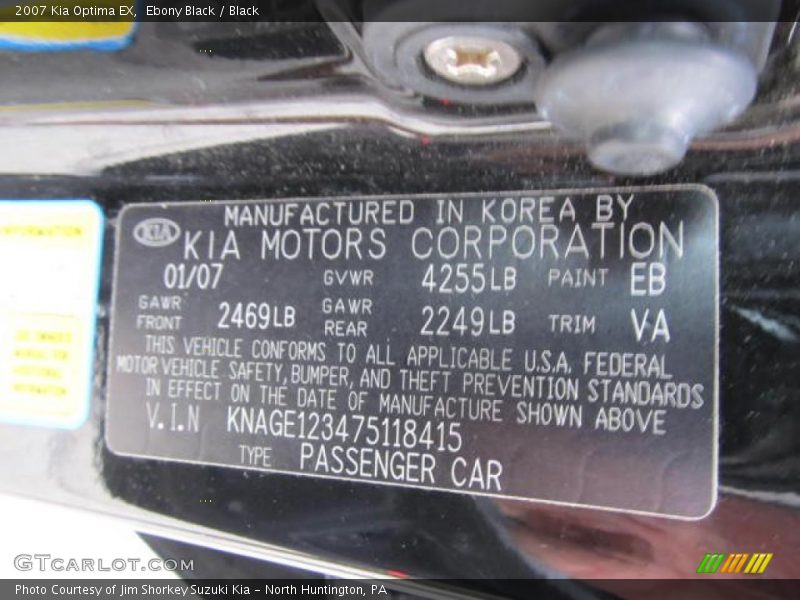 2007 Kia Optima EX, Ebony Black / Black
KIA
MANUFACTURED IN KOREA BY
KIA MOTORS CORPORATION
01/07 GVWR 4255LB PAINT EB
GAWR FRONT 2469LB GAWR REAR 2249LB TRIM VA
THIS VEHICLE CONFORMS TO ALL APPLICABLE U.S.A. FEDERAL
MOTOR VEHICLE SAFETY, BUMPER, AND THEFT PREVENTION STANDARDS
IN EFFECT ON THE DATE OF MANUFACTURE SHOWN ABOVE
V.I.N KNAGE123475118415
TYPE PASSENGER CAR
GTcarlot.com
Photo Courtesy of Jim Shorkey Suzuki Kia – North Huntington, PA